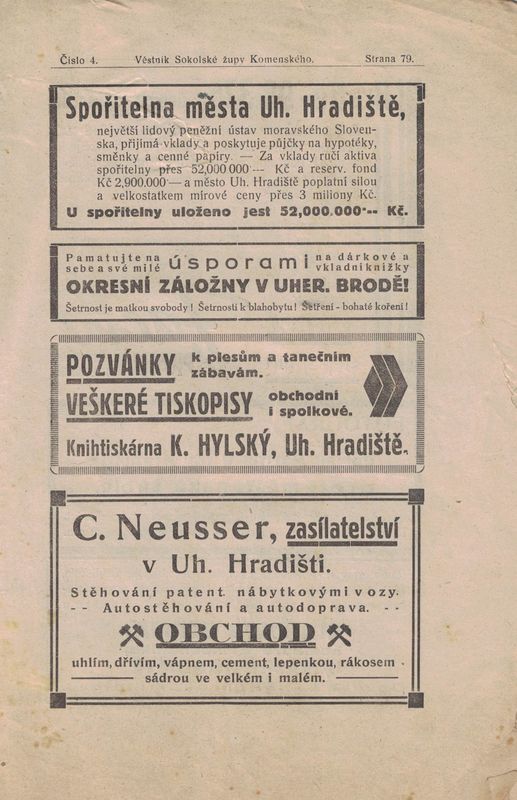 Číslo 4. Věstník Sokolské župy Komenského. Strana 79.
Spořitelna města Uh. Hradiště,
největší lidový peněžní ústav moravského Sloven-
ska, přijímá vklady a poskytuje půjčky na hypotéky,
směnky a cenné papíry. — Za vklady ručí aktiva
spořitelny přes 52,000 000·— Kč a reserv. fond
Kč 2,900.000 — a město Uh. Hradiště poplatní silou
a velkostatkem mírové ceny přes 3 miliony Kč.
U spořitelny uloženo jest 52,000.000·-- Kč.
Pamatujte na
sebe a své milé
úsporami
na dárkové a
vkladní knížky
OKRESNÍ ZÁLOŽNY V UHER. BRODĚ!
Šetrnost je matkou svobody! Šetrností k blahobytu! Šetření - bohaté koření!
POZVÁNKY k plesům a tanečním
zábavám.
VEŠKERÉ TISKOPISY obchodní
i spolkové.
Knihtiskárna K. HYLSKÝ, Uh. Hradiště.
C. Neusser, zasílatelství
v Uh. Hradišti.
Stěhování patent. nábytkovými vozy.
-- Autostěhování a autodoprava. --
OBCHOD
uhlím, dřívím, vápnem, cement, lepenkou, rákosem
sádrou ve velkém i malém.